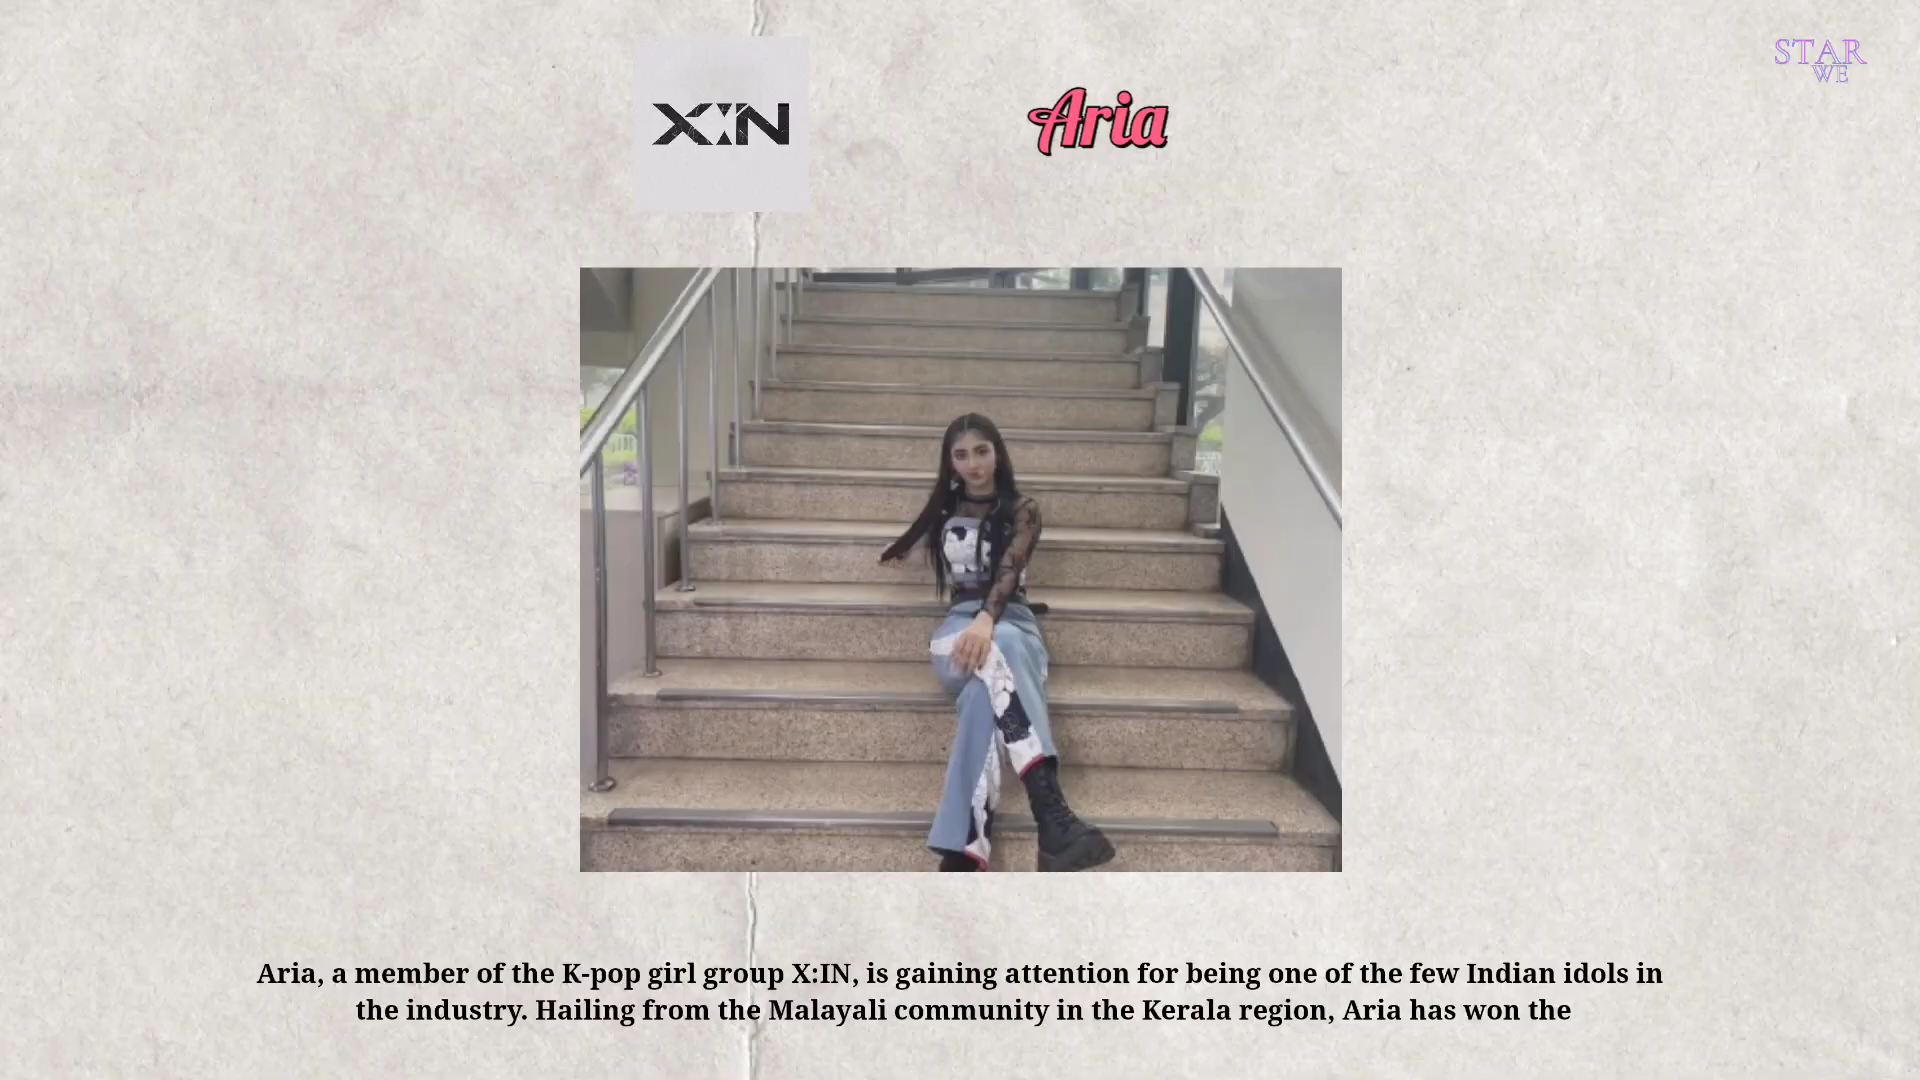 X:IN
Aria
STAR
WE
Aria, a member of the K-pop girl group X:IN, is gaining attention for being one of the few Indian idols in
the industry. Hailing from the Malayali community in the Kerala region, Aria has won the